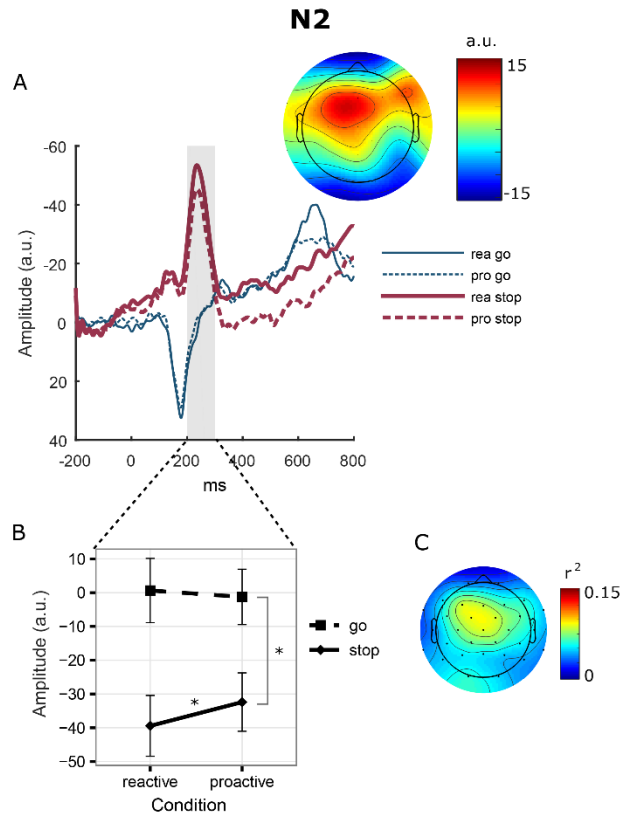 N2
a.u.
A
15
-15
-60
-40
-20
0
20
40
Amplitude (a.u.)
-200 0 200 400 600 800
ms
rea go
pro go
rea stop
pro stop
B
10
0
−10
−20
−30
−40
−50
Amplitude (a.u.)
*
*
reactive proactive
Condition
go
stop
C
r²
0.15
0